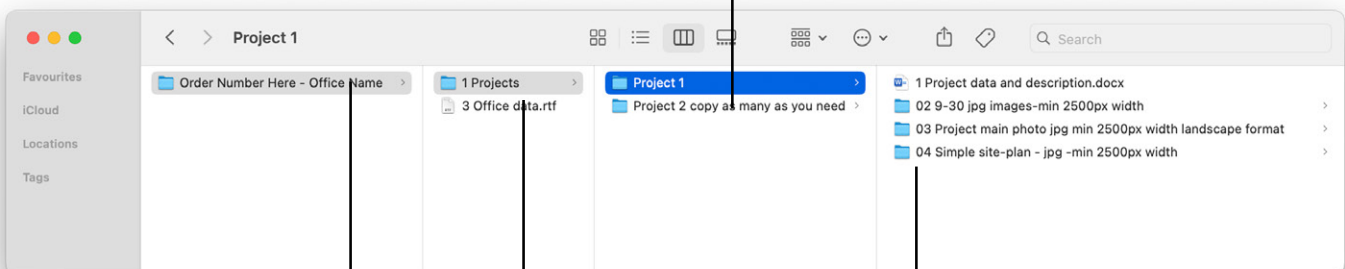 Project 1
Search
Favourites
iCloud
Locations
Tags
Order Number Here - Office Name
1 Projects
3 Office data.rtf
Project 1
Project 2 copy as many as you need
1 Project data and description.docx
02 9-30 jpg images-min 2500px width
03 Project main photo jpg min 2500px width landscape format
04 Simple site-plan - jpg -min 2500px width